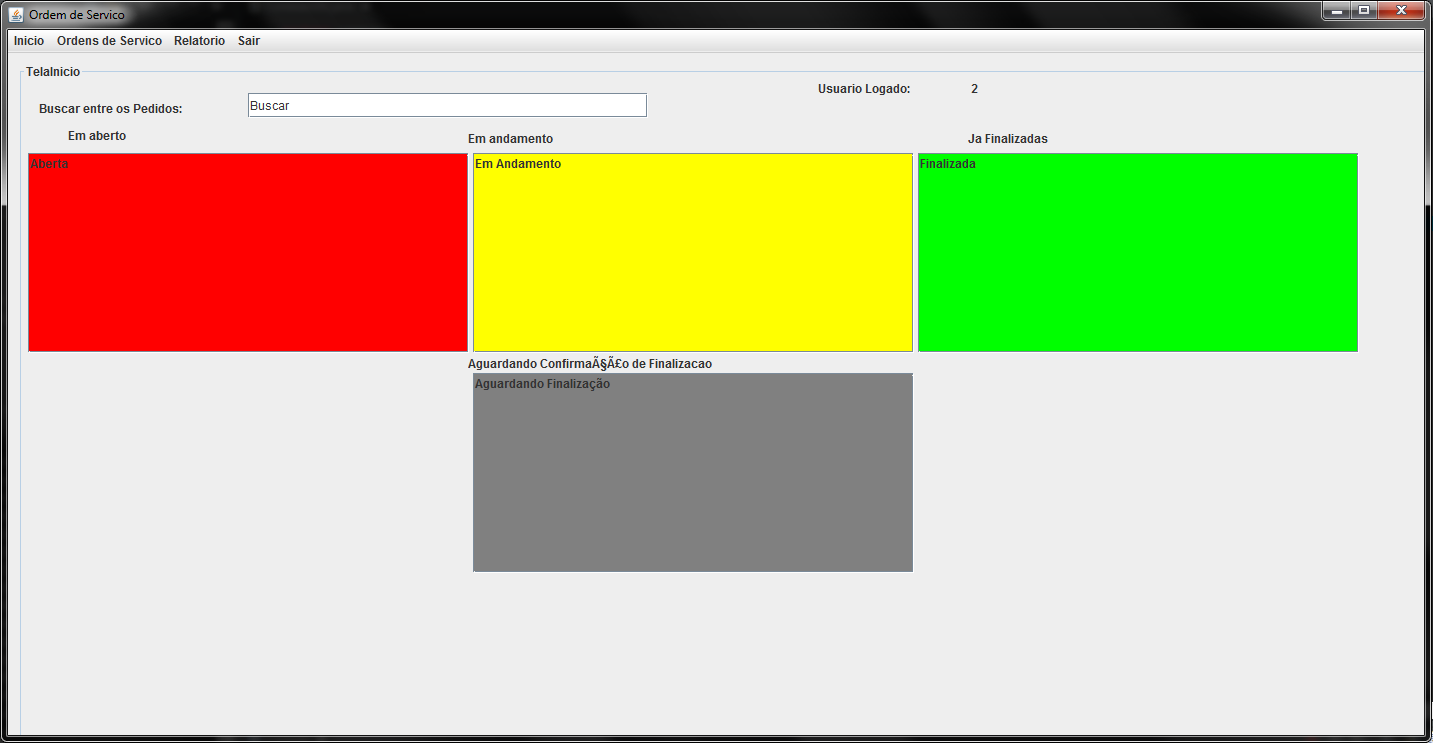 Ordem de Servico
Inicio Ordens de Servico Relatorio Sair
TelaInicio
Usuario Logado: 2
Buscar entre os Pedidos: Buscar
Em aberto Em andamento Ja Finalizadas
Aberta Em Andamento Finalizada
Aguardando ConfirmaÃ§Ã£o de Finalizacao
Aguardando Finalização